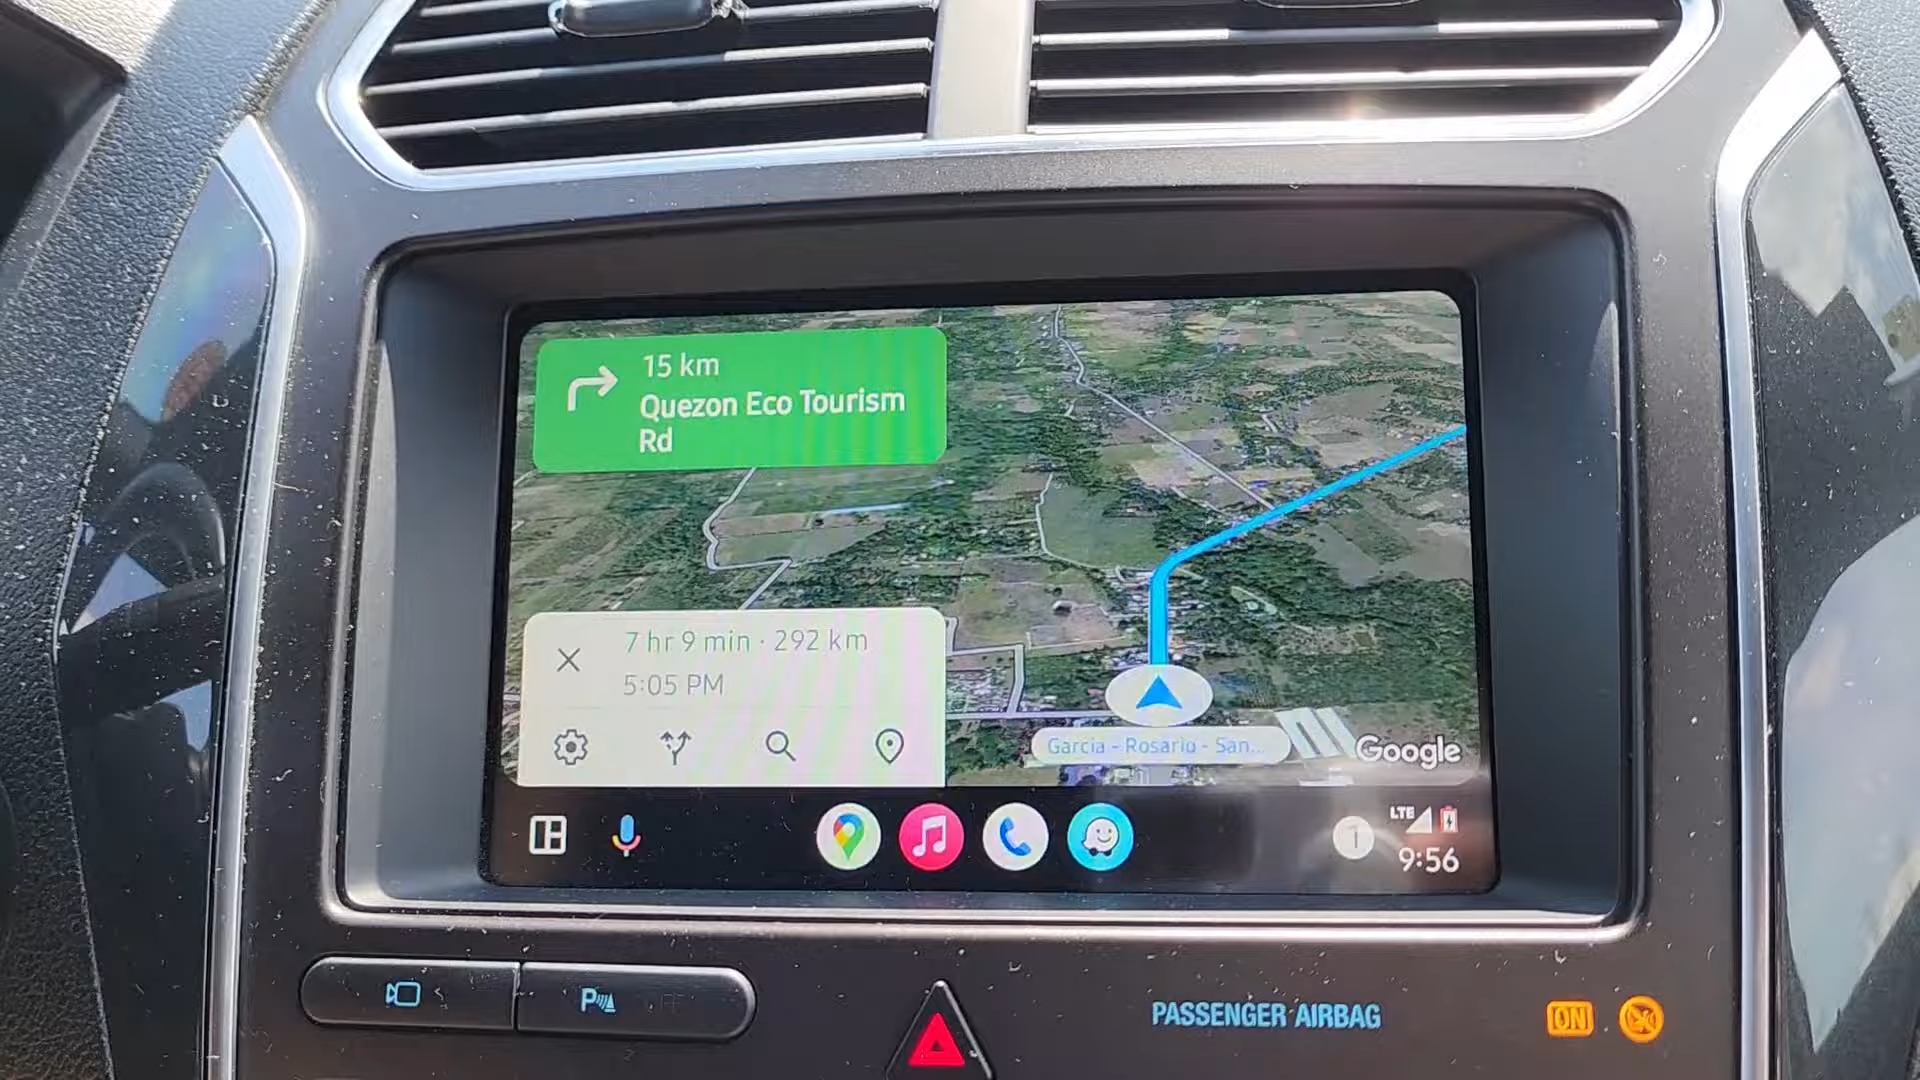 15 km
Quezon Eco Tourism
Rd
7 hr 9 min · 292 km
5:05 PM
Garcia - Rosario - San...
Google
LTE
1
9:56
P
PASSENGER AIRBAG
ON